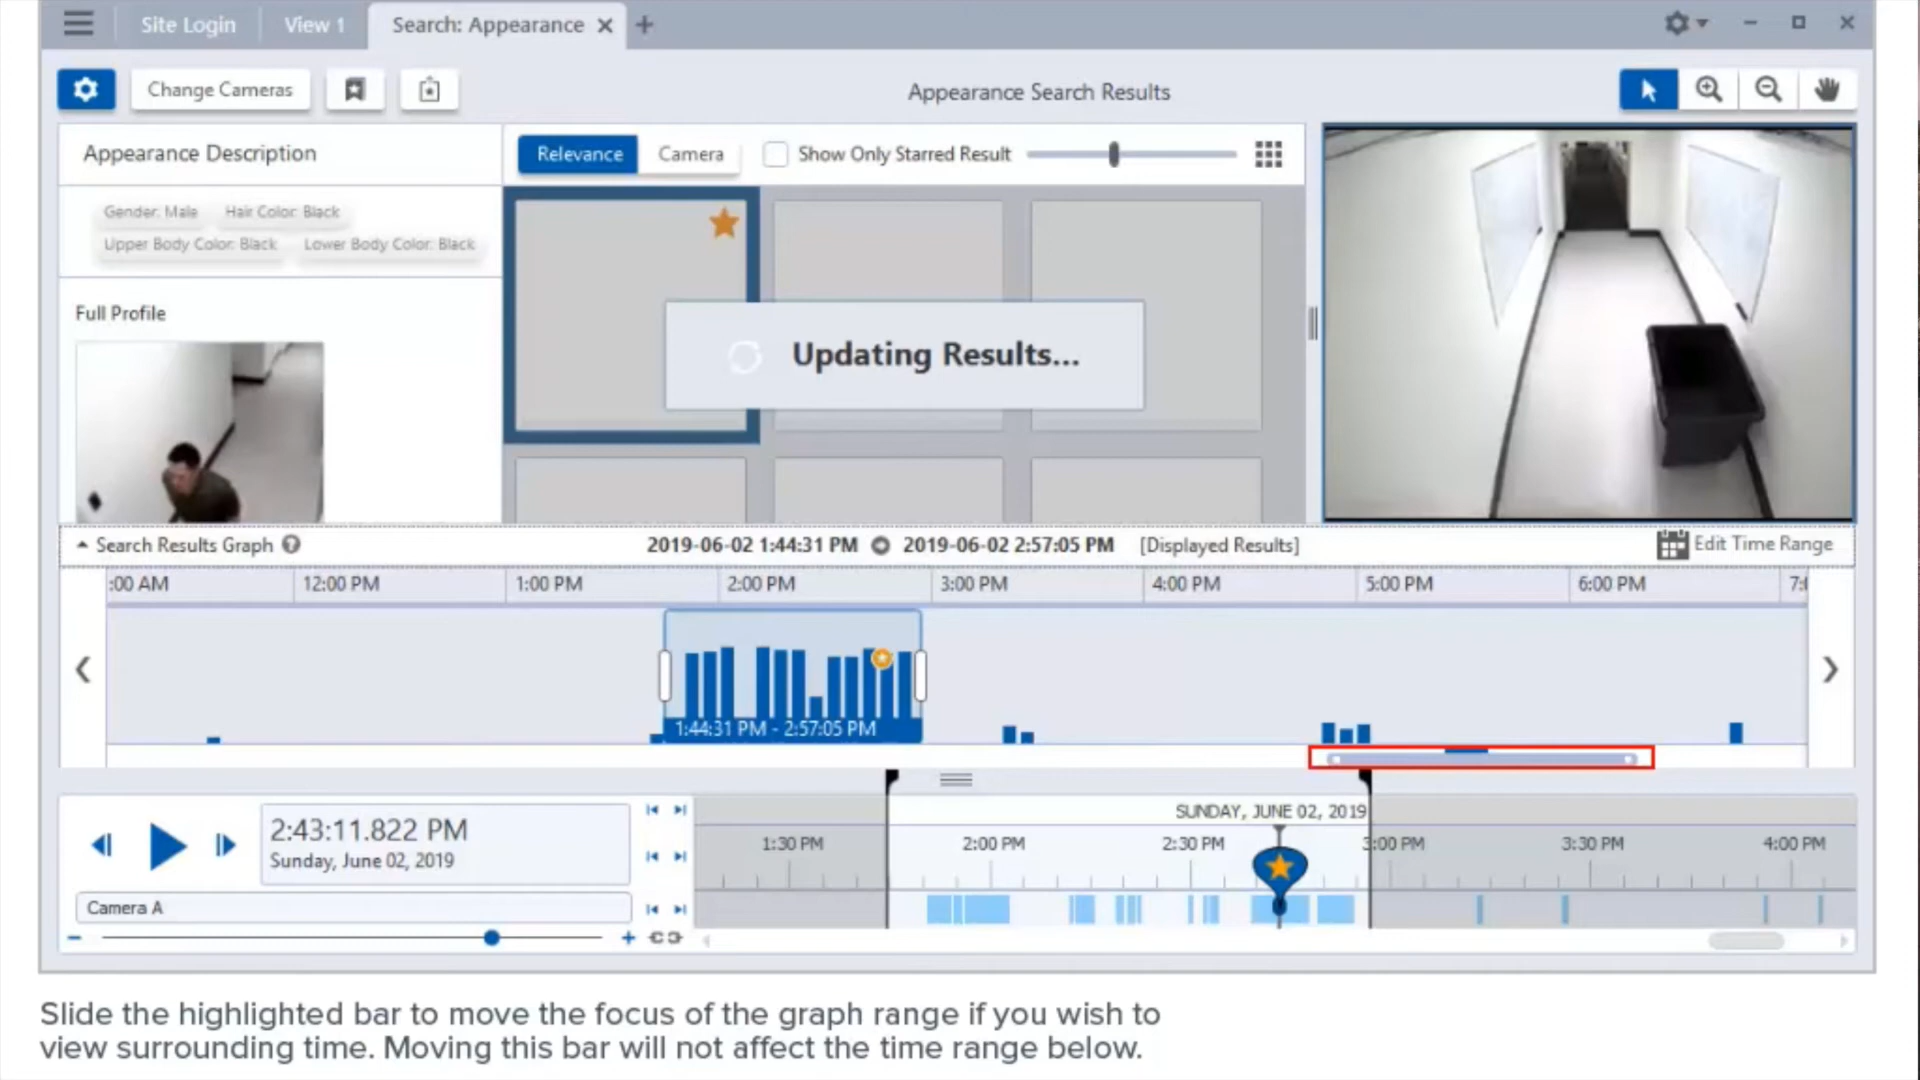 Site Login
View 1
Search: Appearance
Change Cameras
Appearance Search Results
Appearance Description
Relevance
Camera
Show Only Starred Result
Gender: Male
Hair Color: Black
Upper Body Color: Black
Lower Body Color: Black
Full Profile
Updating Results...
Search Results Graph
2019-06-02 1:44:31 PM
2019-06-02 2:57:05 PM
[Displayed Results]
Edit Time Range
:00 AM
12:00 PM
1:00 PM
2:00 PM
3:00 PM
4:00 PM
5:00 PM
6:00 PM
7:
1:44:31 PM - 2:57:05 PM
2:43:11.822 PM
Sunday, June 02, 2019
Camera A
SUNDAY, JUNE 02, 2019
1:30 PM
2:00 PM
2:30 PM
3:00 PM
3:30 PM
4:00 PM
Slide the highlighted bar to move the focus of the graph range if you wish to
view surrounding time. Moving this bar will not affect the time range below.